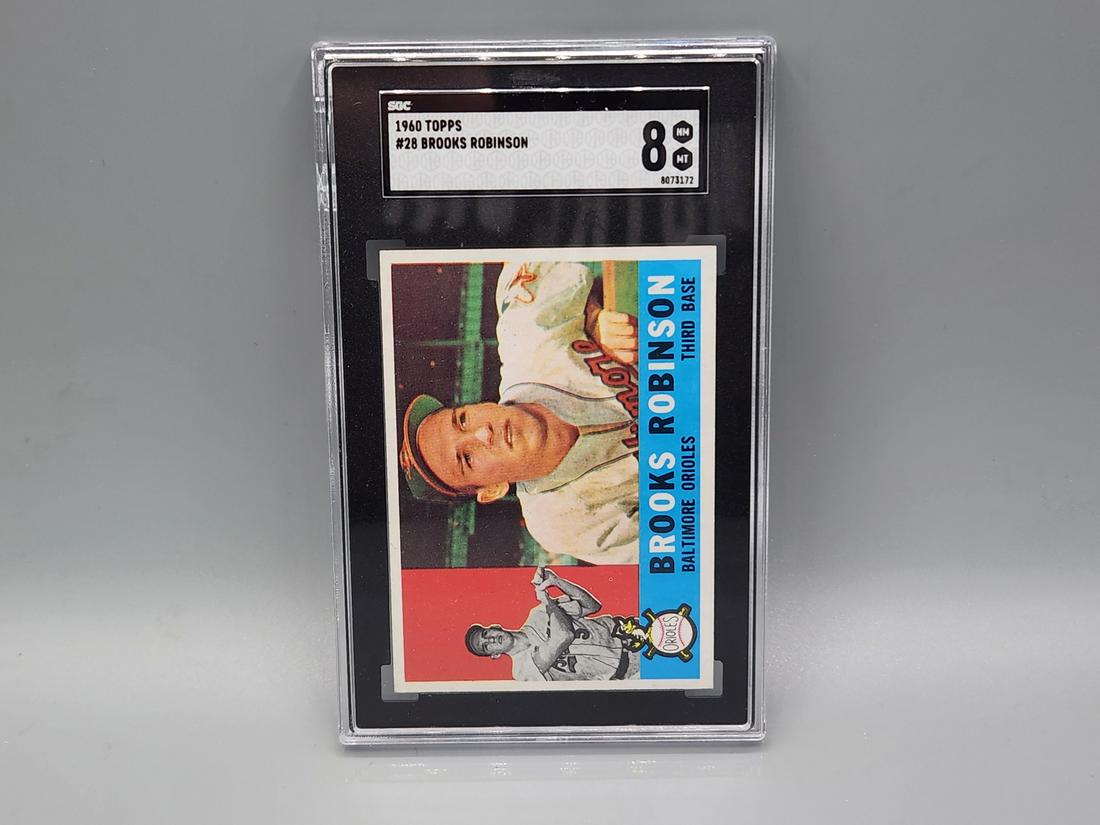 SGC
1960 TOPPS
#28 BROOKS ROBINSON
8
NM
MT
8073172
BROOKS ROBINSON
BALTIMORE ORIOLES THIRD BASE
ORIOLES